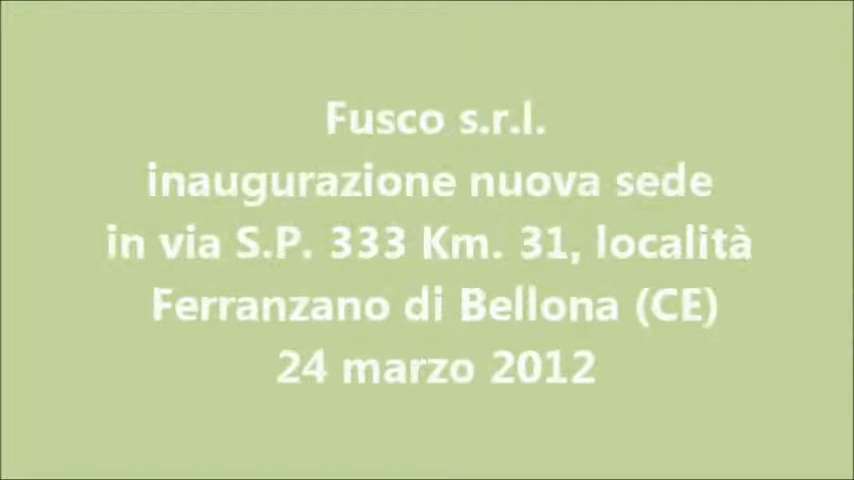 Fusco s.r.l.
inaugurazione nuova sede
in via S.P. 333 Km. 31, località
Ferranzano di Bellona (CE)
24 marzo 2012